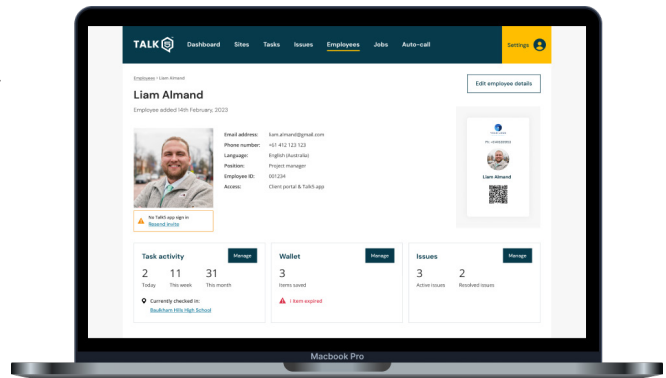 TALK5 Dashboard Sites Tasks Issues Employees Jobs Auto-call Settings
Employees / Liam Almand
Edit employee details
Liam Almand
Employee added 14th February, 2023
Email address: liam.almand@gmail.com
Phone number: +61 412 123 123
Language: English (Australia)
Position: Project manager
Employee ID: 001234
Access: Client portal & Talk5 app
Liam Almand
No Talk5 app sign in
Resend invite
Task activity Manage
2 11 31
Today This week This month
Currently checked in:
Baulkham Hills High School
Wallet Manage
3
Items saved
1 item expired
Issues Manage
3 2
Active issues Resolved issues
Macbook Pro